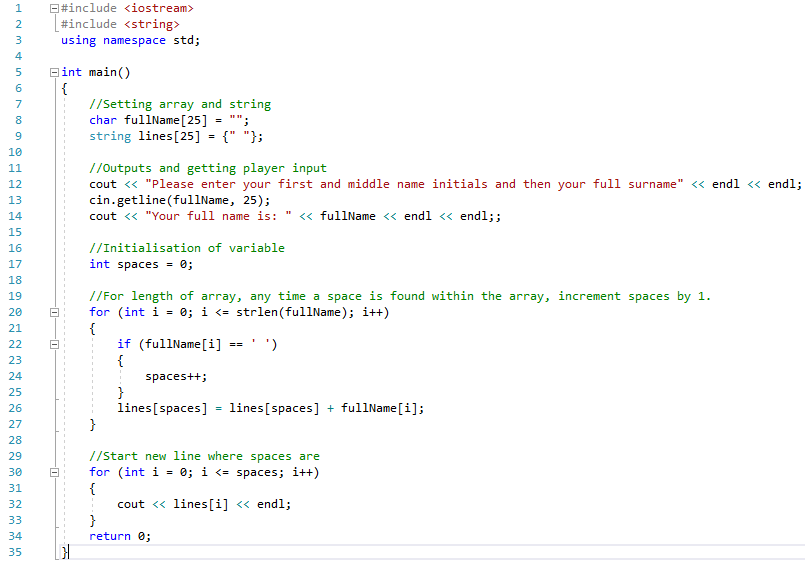 1 #include <iostream>
2 #include <string>
3 using namespace std;
4
5 int main()
6 {
7 //Setting array and string
8 char fullName[25] = "";
9 string lines[25] = {" "};
10
11 //Outputs and getting player input
12 cout << "Please enter your first and middle name initials and then your full surname" << endl << endl;
13 cin.getline(fullName, 25);
14 cout << "Your full name is: " << fullName << endl << endl;;
15
16 //Initialisation of variable
17 int spaces = 0;
18
19 //For length of array, any time a space is found within the array, increment spaces by 1.
20 for (int i = 0; i <= strlen(fullName); i++)
21 {
22 if (fullName[i] == ' ')
23 {
24 spaces++;
25 }
26 lines[spaces] = lines[spaces] + fullName[i];
27 }
28
29 //Start new line where spaces are
30 for (int i = 0; i <= spaces; i++)
31 {
32 cout << lines[i] << endl;
33 }
34 return 0;
35 }